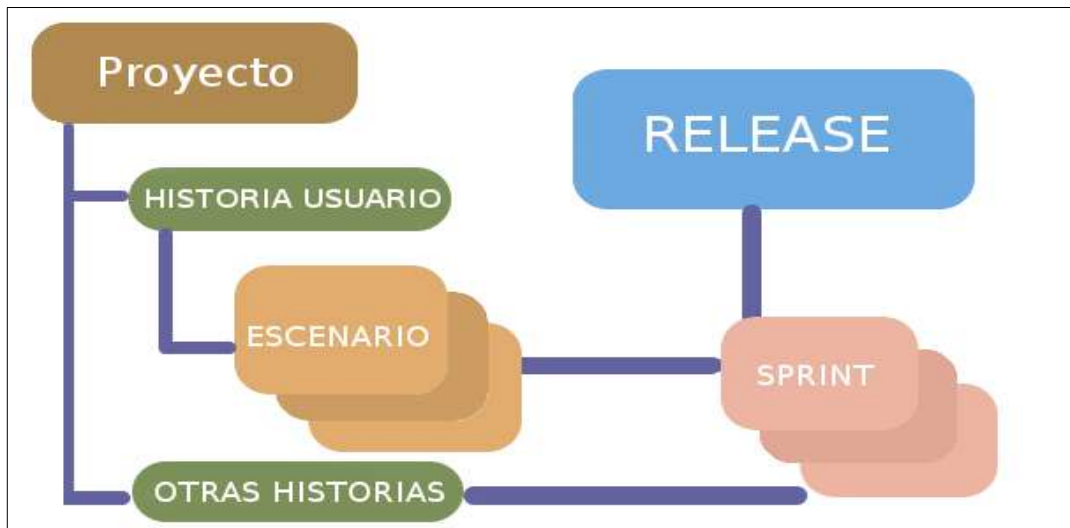 Proyecto
RELEASE
HISTORIA USUARIO
ESCENARIO
SPRINT
OTRAS HISTORIAS